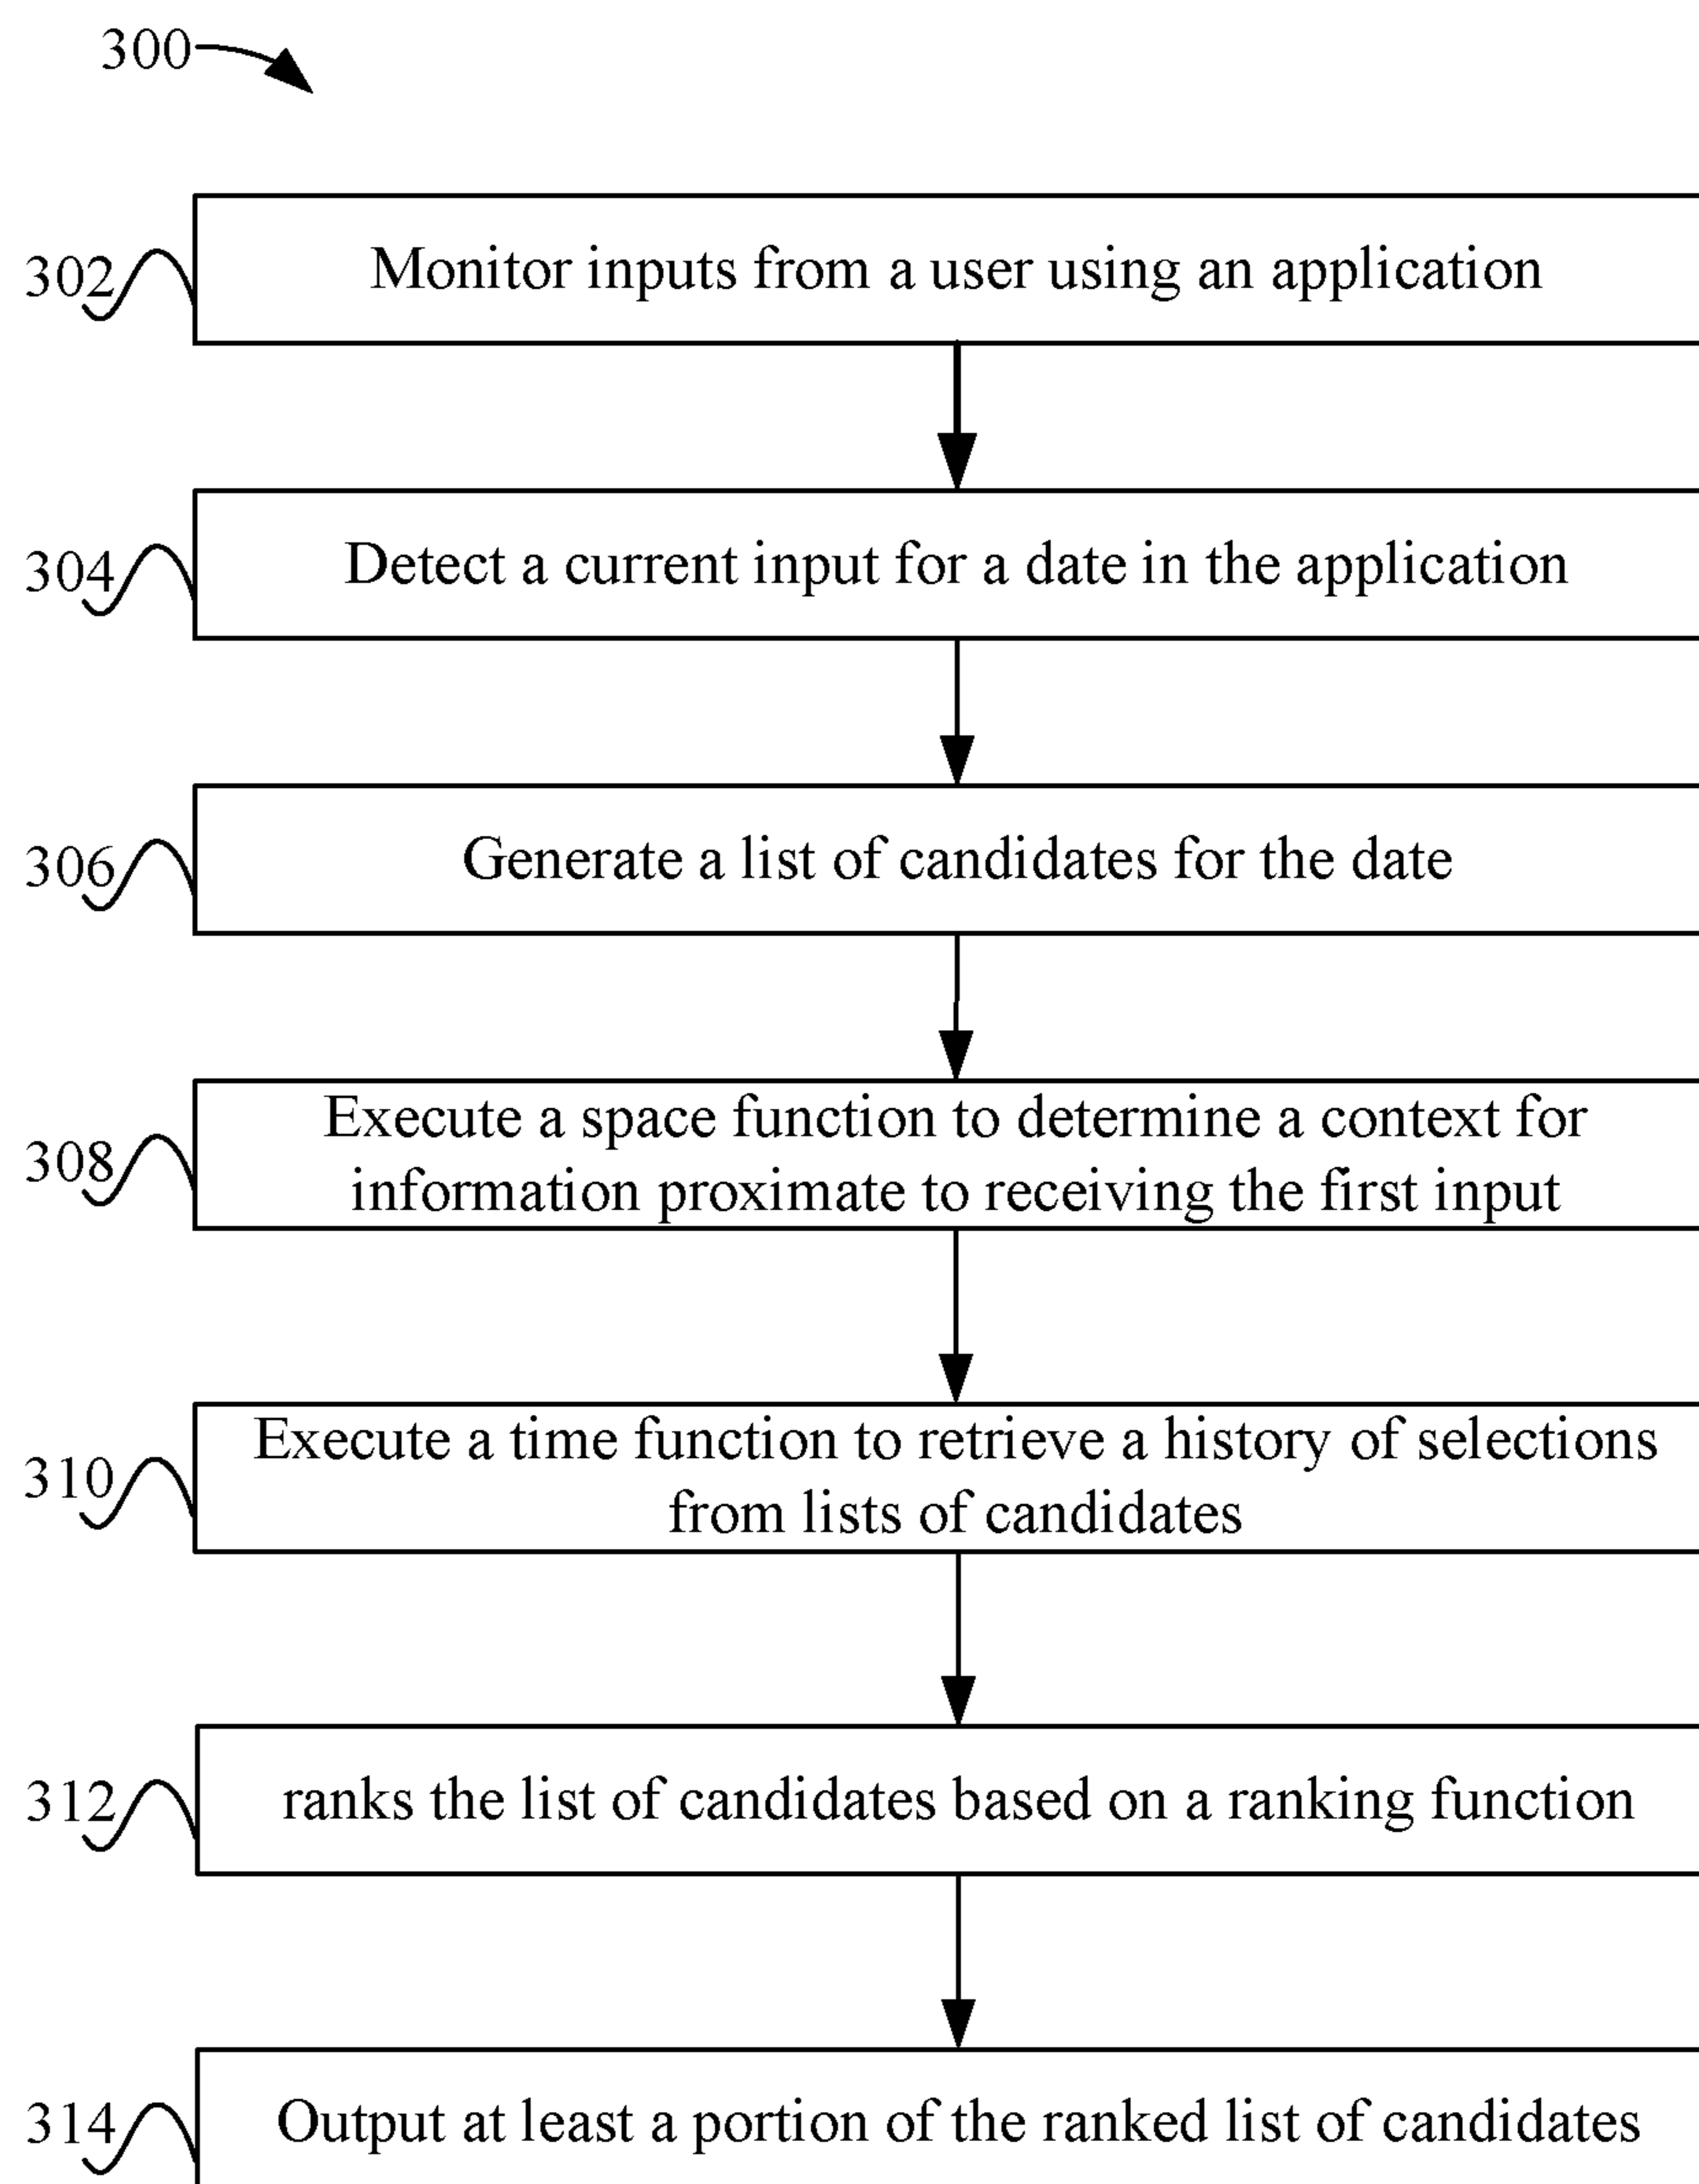 300
302
Monitor inputs from a user using an application
304
Detect a current input for a date in the application
306
Generate a list of candidates for the date
308
Execute a space function to determine a context for
information proximate to receiving the first input
310
Execute a time function to retrieve a history of selections
from lists of candidates
312
ranks the list of candidates based on a ranking function
314
Output at least a portion of the ranked list of candidates